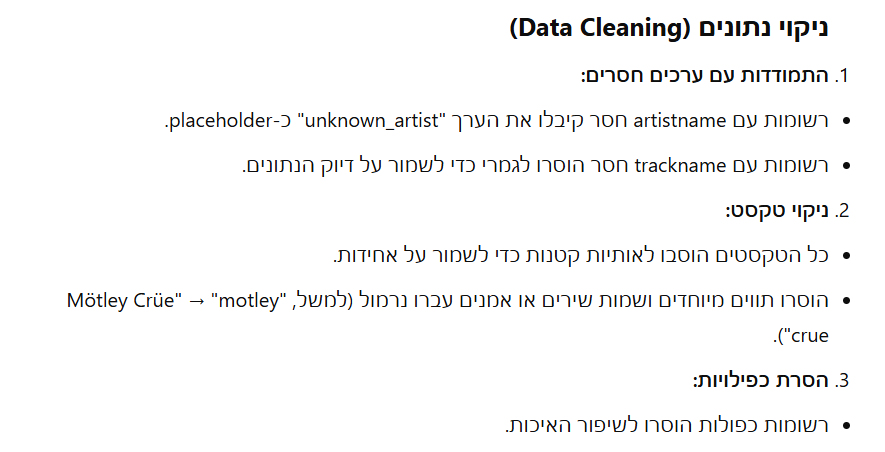 ניקוי נתונים (Data Cleaning)
1. התמודדות עם ערכים חסרים:
• רשומות עם artistname חסר קיבלו את הערך "unknown_artist" כ-placeholder.
• רשומות עם trackname חסר הוסרו לגמרי כדי לשמור על דיוק הנתונים.
2. ניקוי טקסט:
• כל הטקסטים הוסבו לאותיות קטנות כדי לשמור על אחידות.
• הוסרו תווים מיוחדים ושמות שירים או אמנים עברו נרמול (למשל, "Mötley Crüe" → "motley
crue").
3. הסרת כפילויות:
• רשומות כפולות הוסרו לשיפור האיכות.